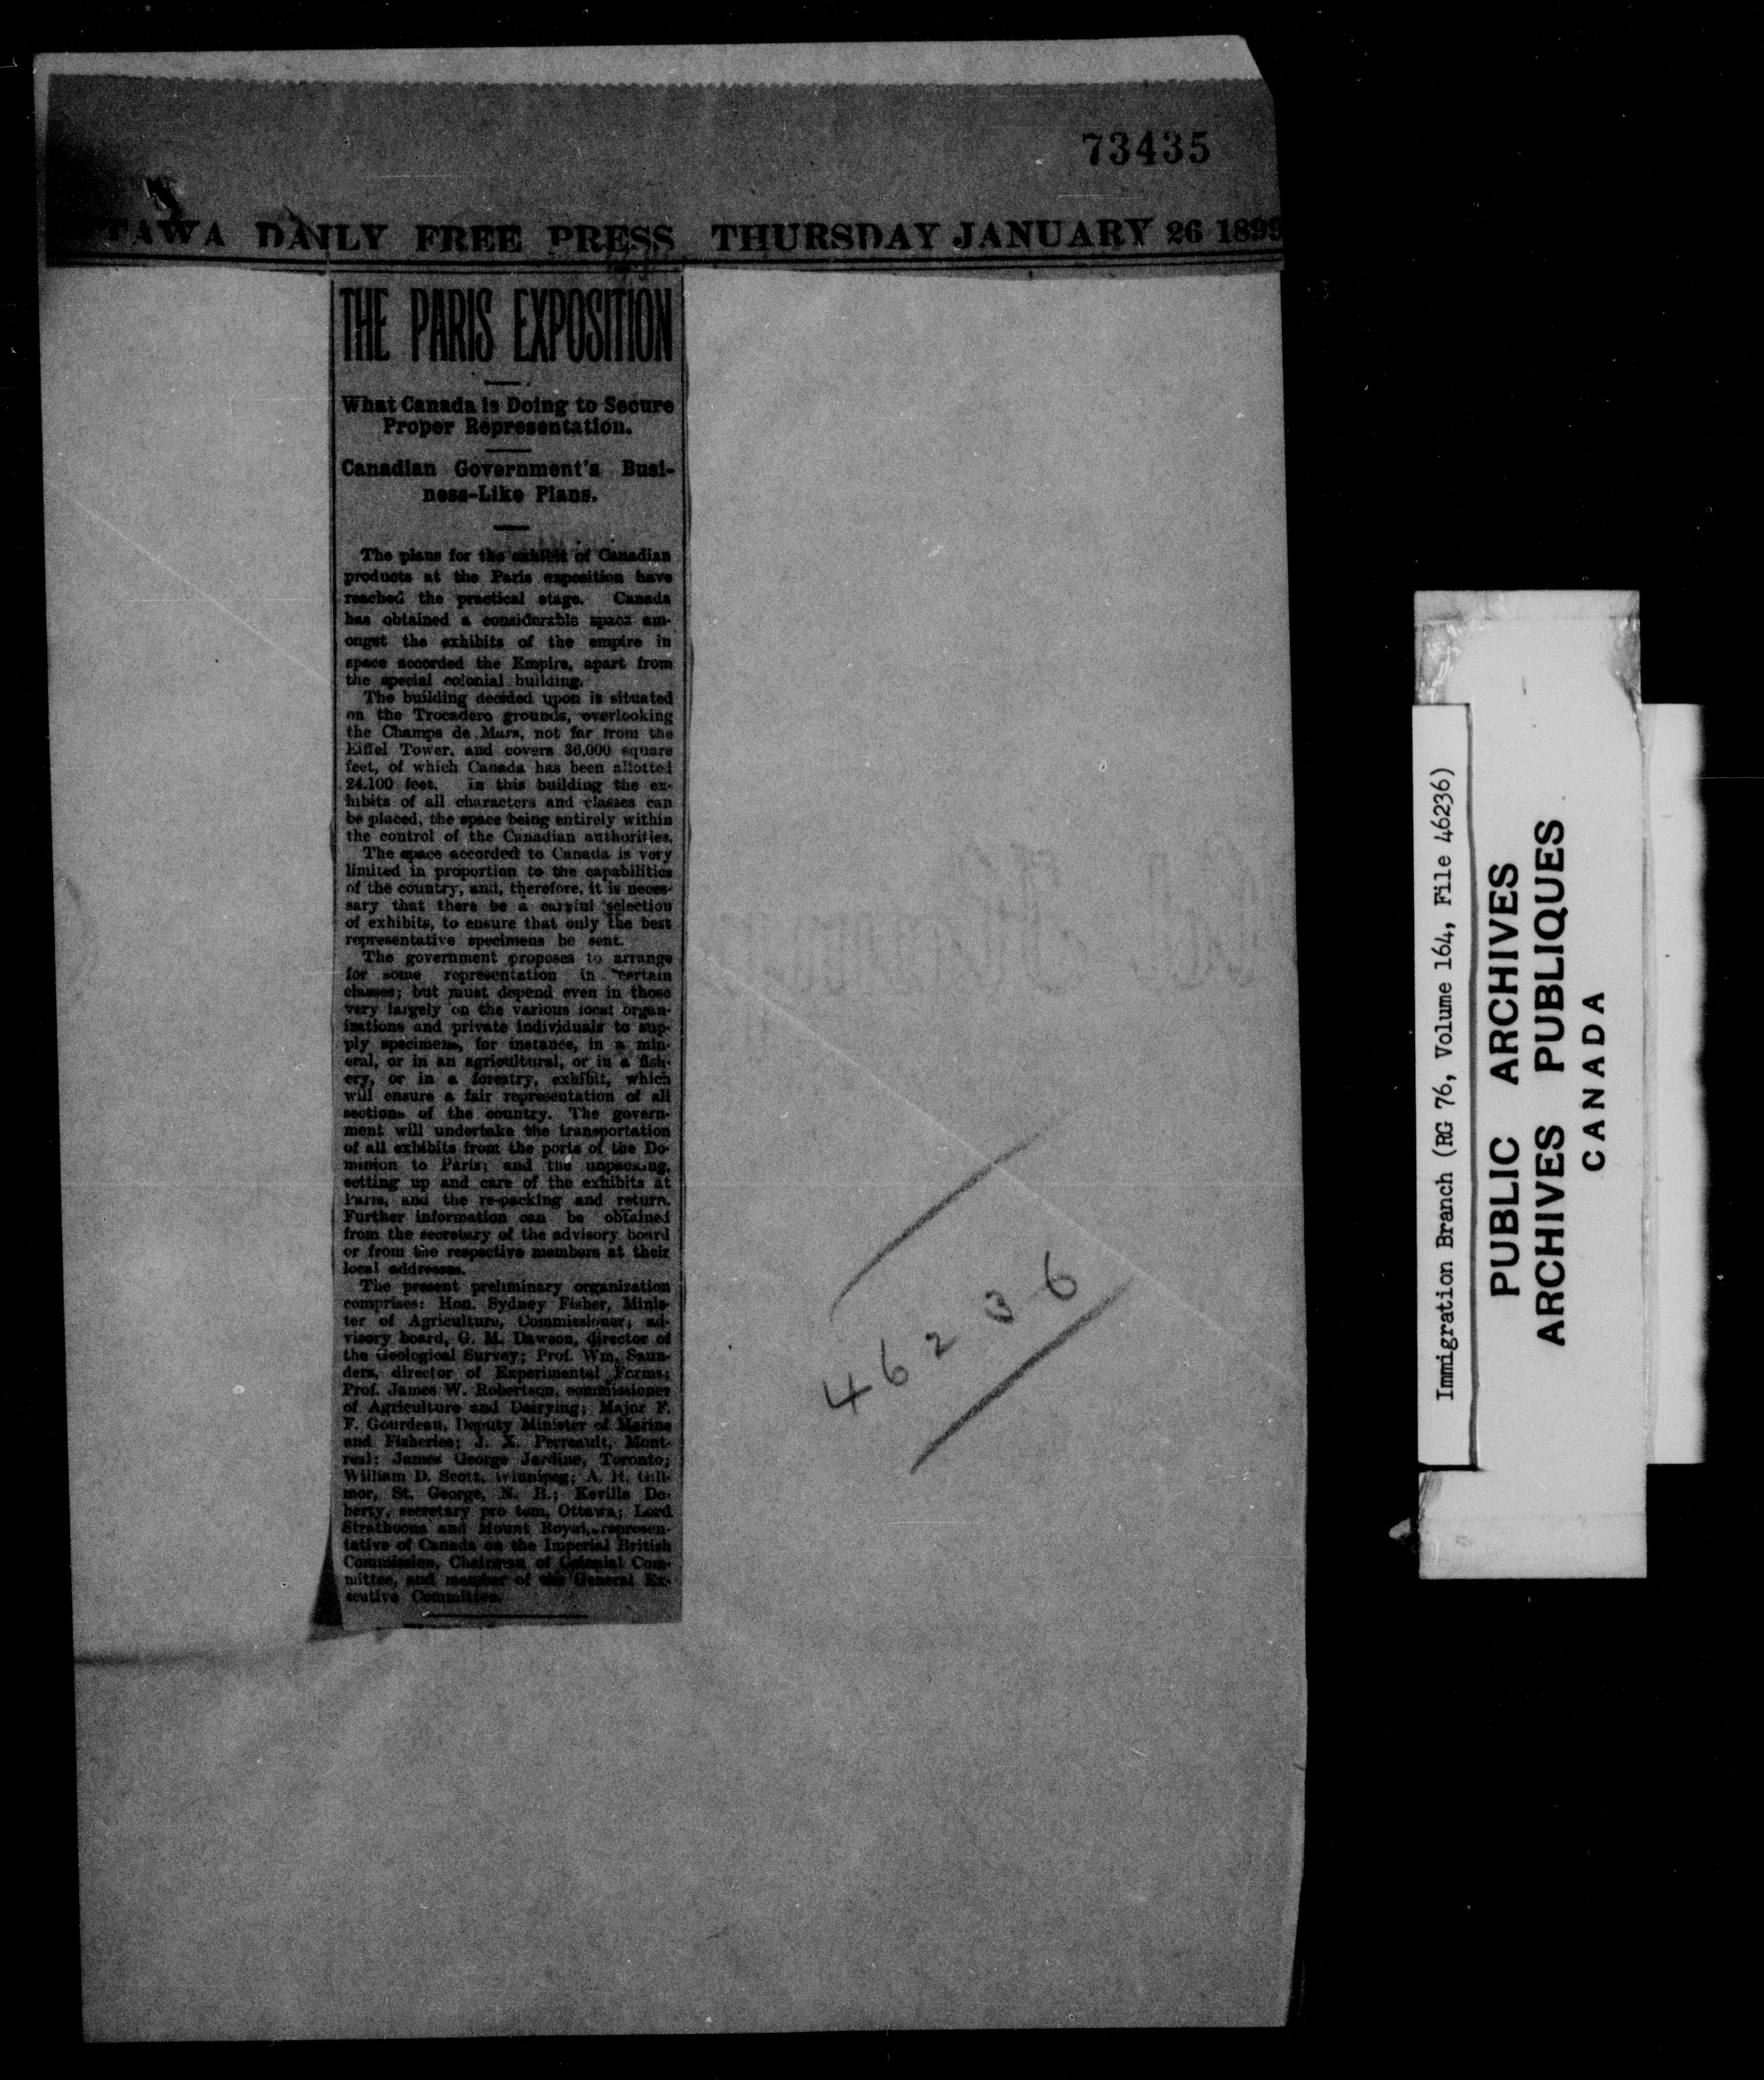 73435
TAWA DAILY FREE PRESS THURSDAY JANUARY 26 1899
THE PARIS EXPOSITION
What Canada is Doing to Secure
Proper Representation.
Canadian Government's Busi-
ness-Like Plans.
The plans for the exhibit of Canadian
products at the Paris exposition have
reached the practical stage. Canada
has obtained a considerable space am-
ongst the exhibits of the empire in
space accorded the Empire, apart from
the special colonial building.
The building decided upon is situated
on the Trocadero grounds, overlooking
the Champs de Mars, not far from the
Eiffel Tower, and covers 36,000 square
feet, of which Canada has been allotted
24.100 feet. In this building the ex-
hibits of all characters and classes can
be placed, the space being entirely within
the control of the Canadian authorities.
The space accorded to Canada is very
limited in proportion to the capabilities
of the country, and, therefore, it is neces-
sary that there be a careful selection
of exhibits, to ensure that only the best
representative specimens be sent.
The government proposes to arrange
for some representation in certain
classes; but must depend even in those
very largely on the various local organ-
izations and private individuals to sup-
ply specimens, for instance, in a min-
eral, or in an agricultural, or in a fish-
ery, or in a forestry, exhibit, which
will ensure a fair representation of all
sections of the country. The govern-
ment will undertake the transportation
of all exhibits from the ports of the Do-
minion to Paris; and the unpacking,
setting up and care of the exhibits at
Paris, and the re-packing and return.
Further information can be obtained
from the secretary of the advisory board
or from the respective members at their
local addresses.
The present preliminary organization
comprises: Hon. Sydney Fisher, Minis-
ter of Agriculture, Commissioner; ad-
visory board, G. M. Dawson, director of
the Geological Survey; Prof. Wm. Saun-
ders, director of Experimental Farms;
Prof. James W. Robertson, commissioner
of Agriculture and Dairying; Major F.
F. Gourdeau, Deputy Minister of Marine
and Fisheries; J. X. Perreault, Mont-
real; James George Jardine, Toronto;
William D. Scott, Winnipeg; A. H. Gill-
mor, St. George, N. B.; Keville Do-
herty, secretary pro tem, Ottawa; Lord
Strathcona and Mount Royal, represen-
tative of Canada on the Imperial British
Commission, Chairman of Colonial Com-
mittee, and member of the General Ex-
ecutive Committee.
46236
Immigration Branch (RG 76, Volume 164, File 46236)
PUBLIC ARCHIVES
ARCHIVES PUBLIQUES
CANADA